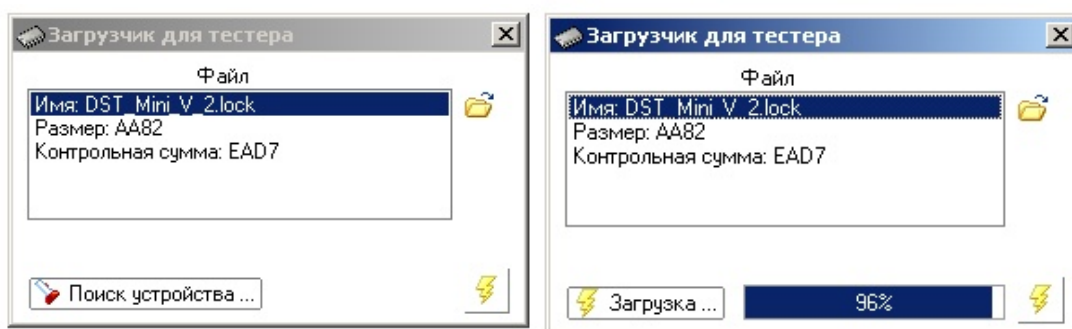 Загрузчик для тестера
Файл
Имя: DST_Mini_V_2.lock
Размер: AA82
Контрольная сумма: EAD7
Поиск устройства ...
Загрузчик для тестера
Файл
Имя: DST_Mini_V_2.lock
Размер: AA82
Контрольная сумма: EAD7
Загрузка ...
96%